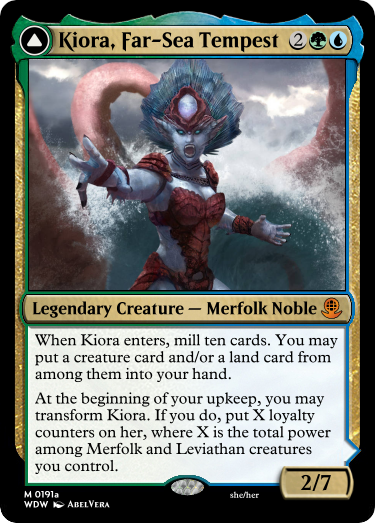 Kiora, Far-Sea Tempest 2
Legendary Creature — Merfolk Noble
When Kiora enters, mill ten cards. You may
put a creature card and/or a land card from
among them into your hand.
At the beginning of your upkeep, you may
transform Kiora. If you do, put X loyalty
counters on her, where X is the total power
among Merfolk and Leviathan creatures
you control.
2/7
M 0191a
she/her
WDW AbelVera